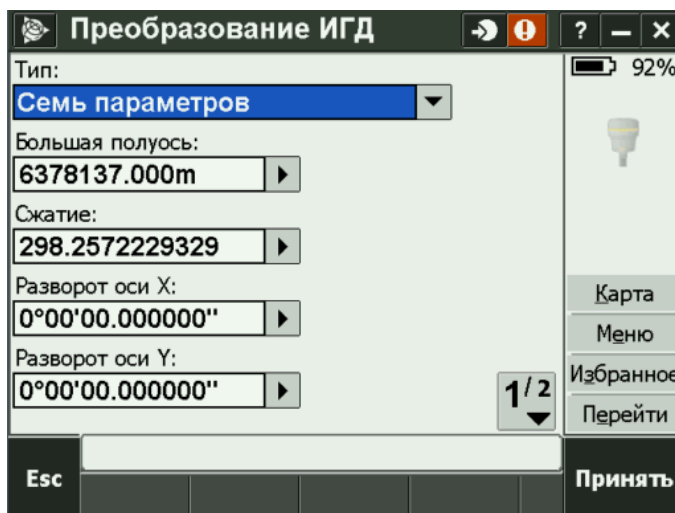 Преобразование ИГД
? – ×
Тип:
92%
Семь параметров
Большая полуось:
6378137.000m
Сжатие:
298.2572229329
Разворот оси X:
0°00'00.000000"
Карта
Меню
Разворот оси Y:
0°00'00.000000"
Избранное
1/2
Перейти
Esc
Принять